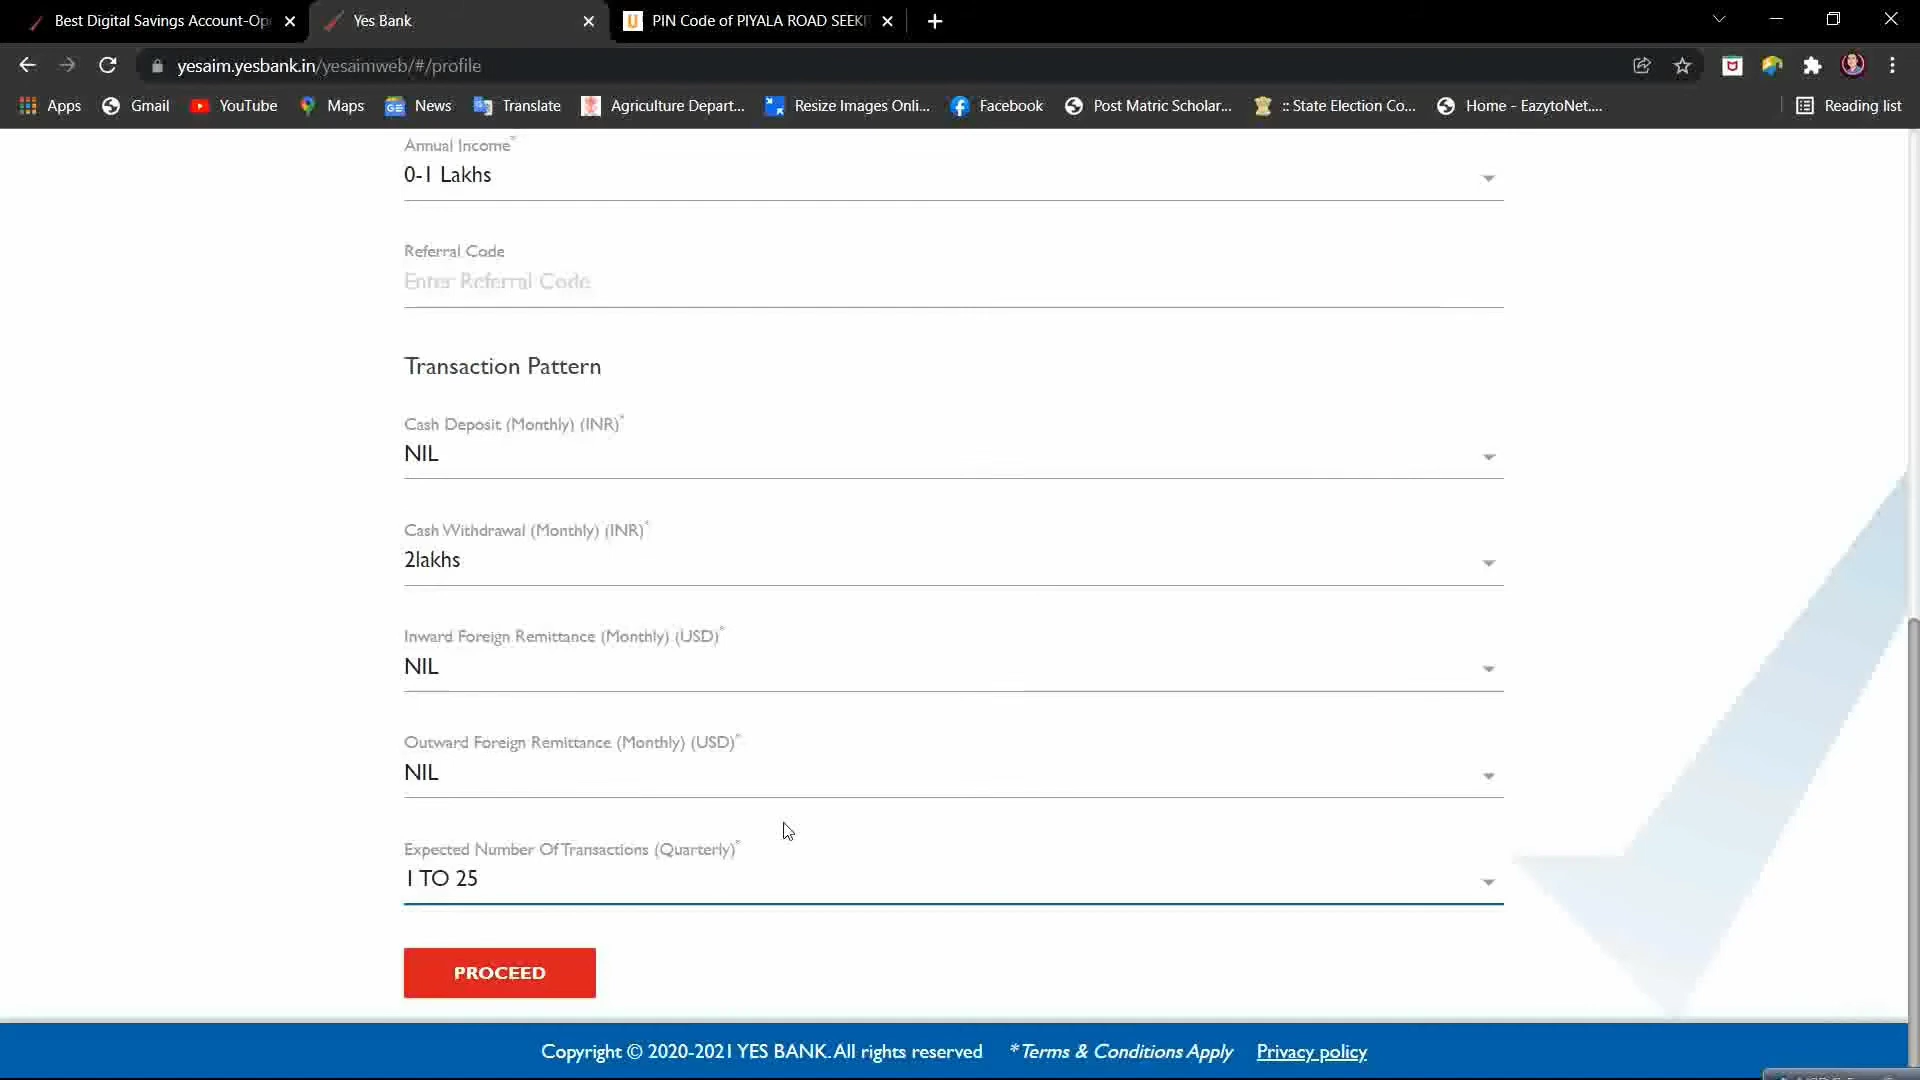 Best Digital Savings Account-Op
Yes Bank
PIN Code of PIYALA ROAD SEEKI
yesaim.yesbank.in/yesaimweb/#/profile
Apps
Gmail
YouTube
Maps
News
Translate
Agriculture Depart...
Resize Images Onli...
Facebook
Post Matric Scholar...
:: State Election Co...
Home - EazytoNet....
Reading list
Annual Income*
0-1 Lakhs
Referral Code
Enter Referral Code
Transaction Pattern
Cash Deposit (Monthly) (INR)*
NIL
Cash Withdrawal (Monthly) (INR)*
2lakhs
Inward Foreign Remittance (Monthly) (USD)*
NIL
Outward Foreign Remittance (Monthly) (USD)*
NIL
Expected Number Of Transactions (Quarterly)*
1 TO 25
PROCEED
Copyright © 2020-2021 YES BANK. All rights reserved *Terms & Conditions Apply Privacy policy